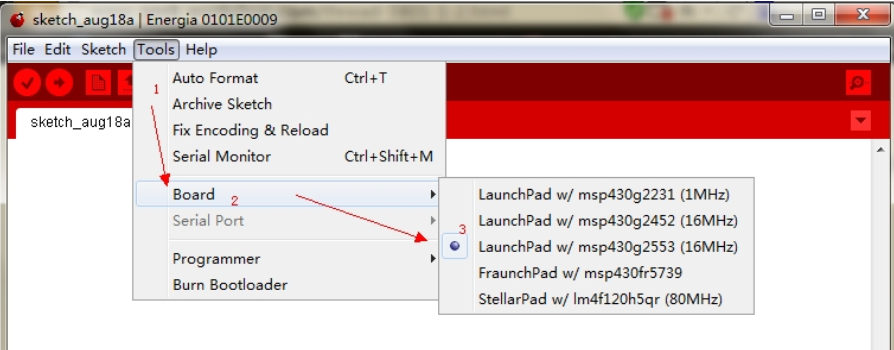 sketch_aug18a | Energia 0101E0009
File Edit Sketch Tools Help
Auto Format Ctrl+T
1
Archive Sketch
sketch_aug18a
Fix Encoding & Reload
Serial Monitor Ctrl+Shift+M
Board
2
Serial Port
Programmer
Burn Bootloader
LaunchPad w/ msp430g2231 (1MHz)
LaunchPad w/ msp430g2452 (16MHz)
3
LaunchPad w/ msp430g2553 (16MHz)
FraunchPad w/ msp430fr5739
StellarPad w/ lm4f120h5qr (80MHz)